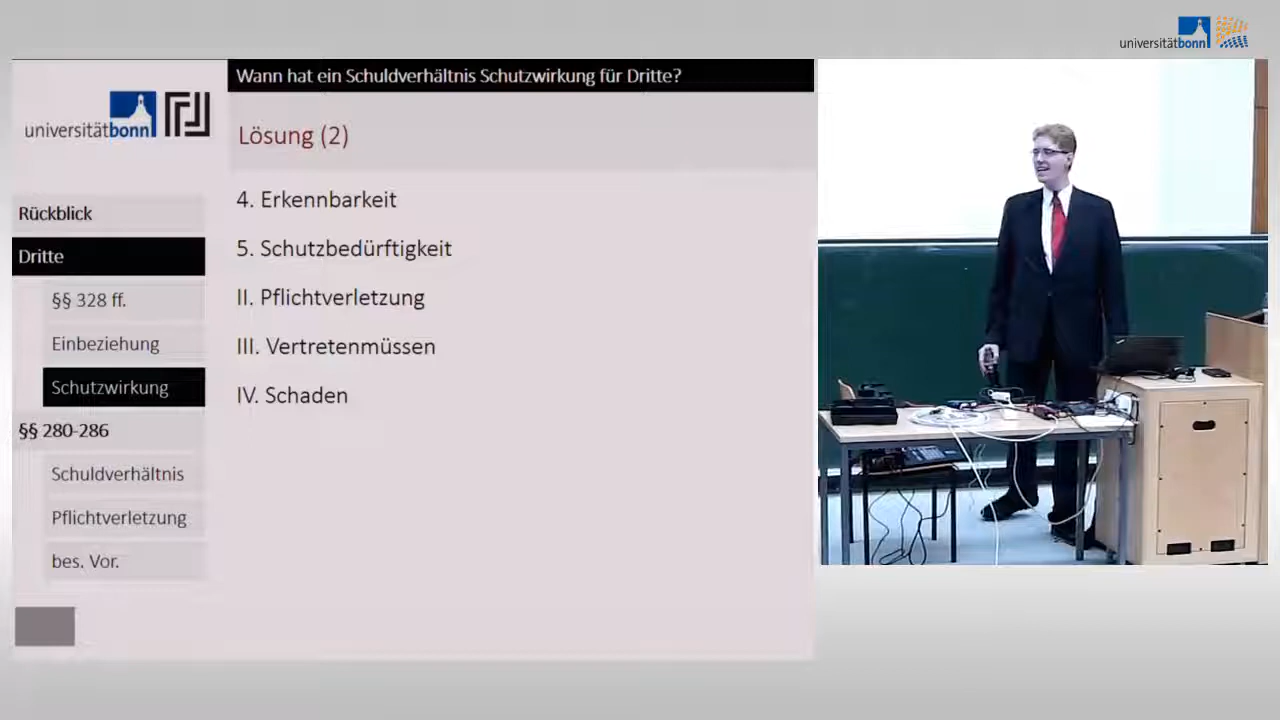 universitätbonn
Wann hat ein Schuldverhältnis Schutzwirkung für Dritte?
universitätbonn
Lösung (2)
Rückblick
Dritte
§§ 328 ff.
Einbeziehung
Schutzwirkung
§§ 280-286
Schuldverhältnis
Pflichtverletzung
bes. Vor.
4. Erkennbarkeit
5. Schutzbedürftigkeit
II. Pflichtverletzung
III. Vertretenmüssen
IV. Schaden